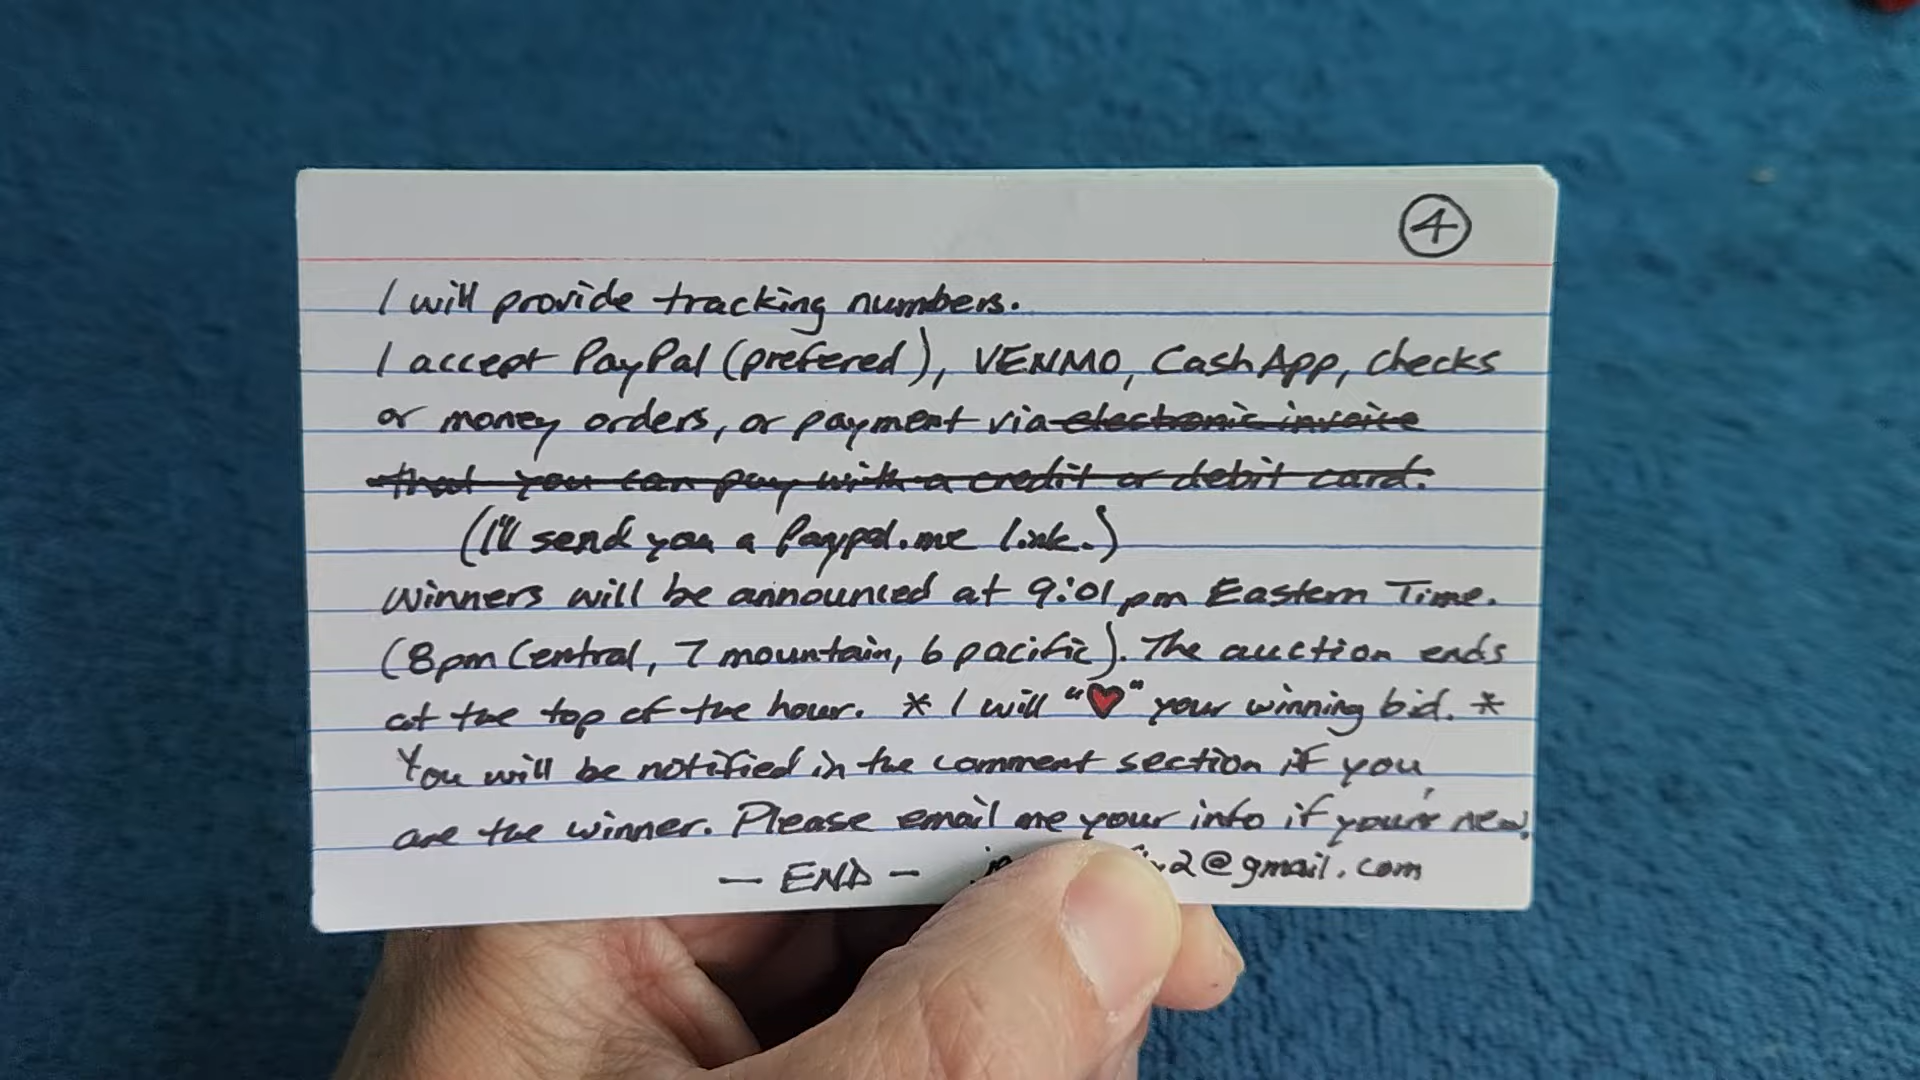 4
I will provide tracking numbers.
I accept PayPal (prefered), VENMO, Cash App, checks
or money orders, or payment via electronic invoice
that you can pay with a credit or debit card.
(I'll send you a Paypal.me link.)
Winners will be announced at 9:01 pm Eastern Time.
(8pm Central, 7 mountain, 6 pacific). The auction ends
at the top of the hour. * I will "❤" your winning bid. *
You will be notified in the comment section if you
are the winner. Please email me your info if you're new.
— END — 2@gmail.com